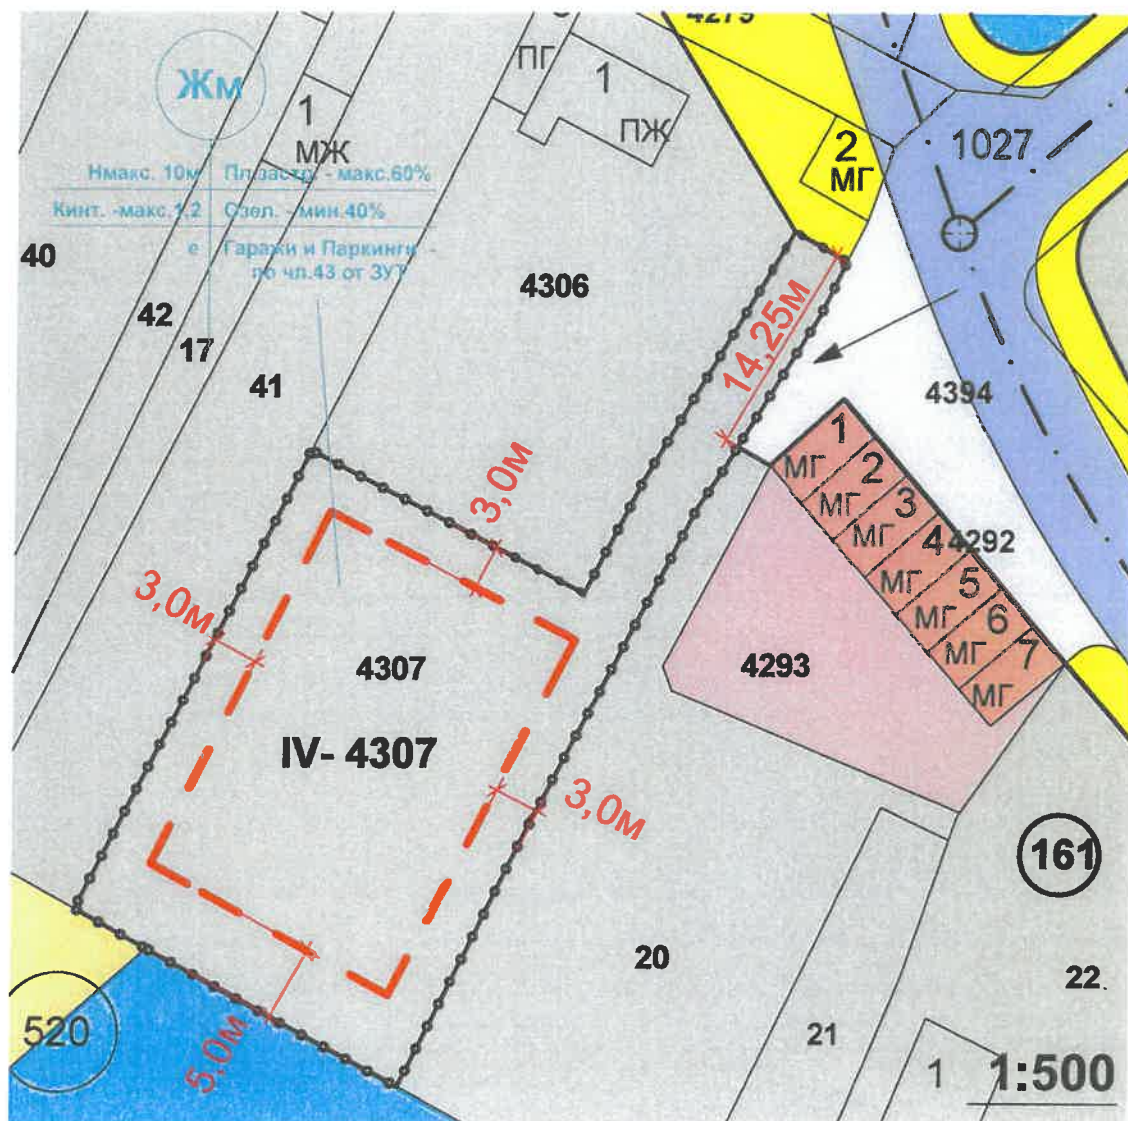 4279
ПГ
1
ПЖ
Жм
1
МЖ
2
МГ
1027
Нмакс. 10м
Пл.застр. - макс.60%
Кинт. -макс.1,2
Озел. - мин.40%
е
Гаражи и Паркинги -
по чл.43 от ЗУТ
40
42
17
41
4306
14,25м
4394
1
МГ
2
МГ
3
МГ
4
МГ
4292
5
МГ
6
МГ
7
МГ
3,0м
3,0м
4307
IV- 4307
4293
3,0м
161
20
22.
21
520
5,0м
1
1:500